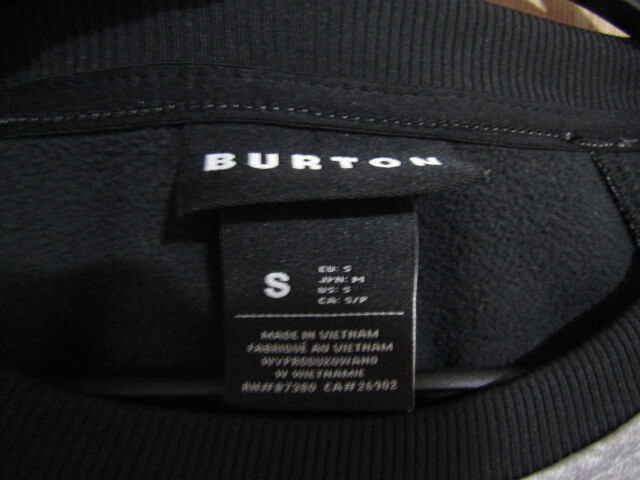 BURTON
S
EU: S
JPN: M
US: S
CA: S/P
MADE IN VIETNAM
FABRIQUÉ AU VIETNAM
WYPRODUKOWANO
W WIETNAMIE
RN#87380 CA#26902